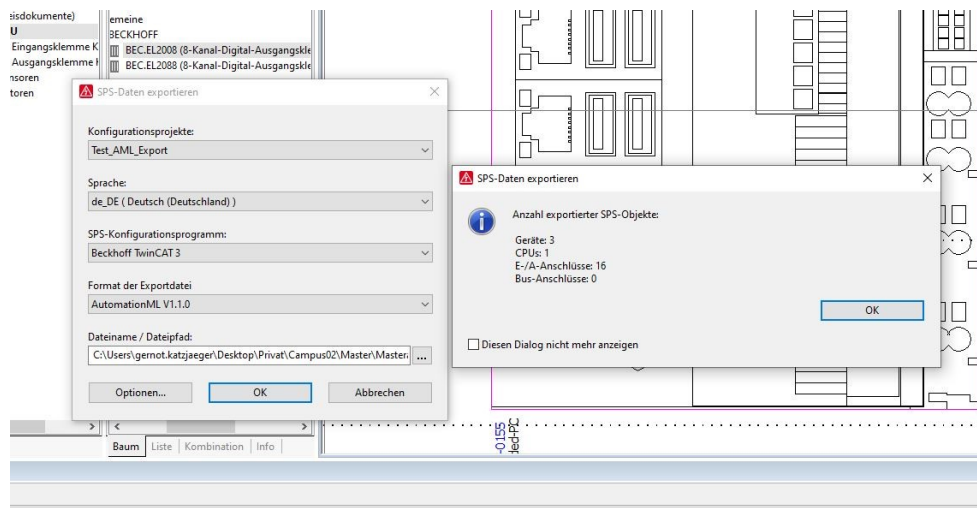 eisdokumente)
U
Eingangsklemme K
Ausgangsklemme
nsoren
toren
emeine
BECKHOFF
BEC.EL2008 (8-Kanal-Digital-Ausgangskle
BEC.EL2088 (8-Kanal-Digital-Ausgangskle
SPS-Daten exportieren
Konfigurationsprojekte:
Test_AML_Export
Sprache:
de_DE ( Deutsch (Deutschland) )
SPS-Konfigurationsprogramm:
Beckhoff TwinCAT 3
Format der Exportdatei
AutomationML V1.1.0
Dateiname / Dateipfad:
C:\Users\gernot.katzjaeger\Desktop\Privat\Campus02\Master\Master
...
Optionen...
OK
Abbrechen
Baum
Liste
Kombination
Info
SPS-Daten exportieren
Anzahl exportierter SPS-Objekte:
Geräte: 3
CPUs: 1
E-/A-Anschlüsse: 16
Bus-Anschlüsse: 0
OK
Diesen Dialog nicht mehr anzeigen
-0155
ded-PC